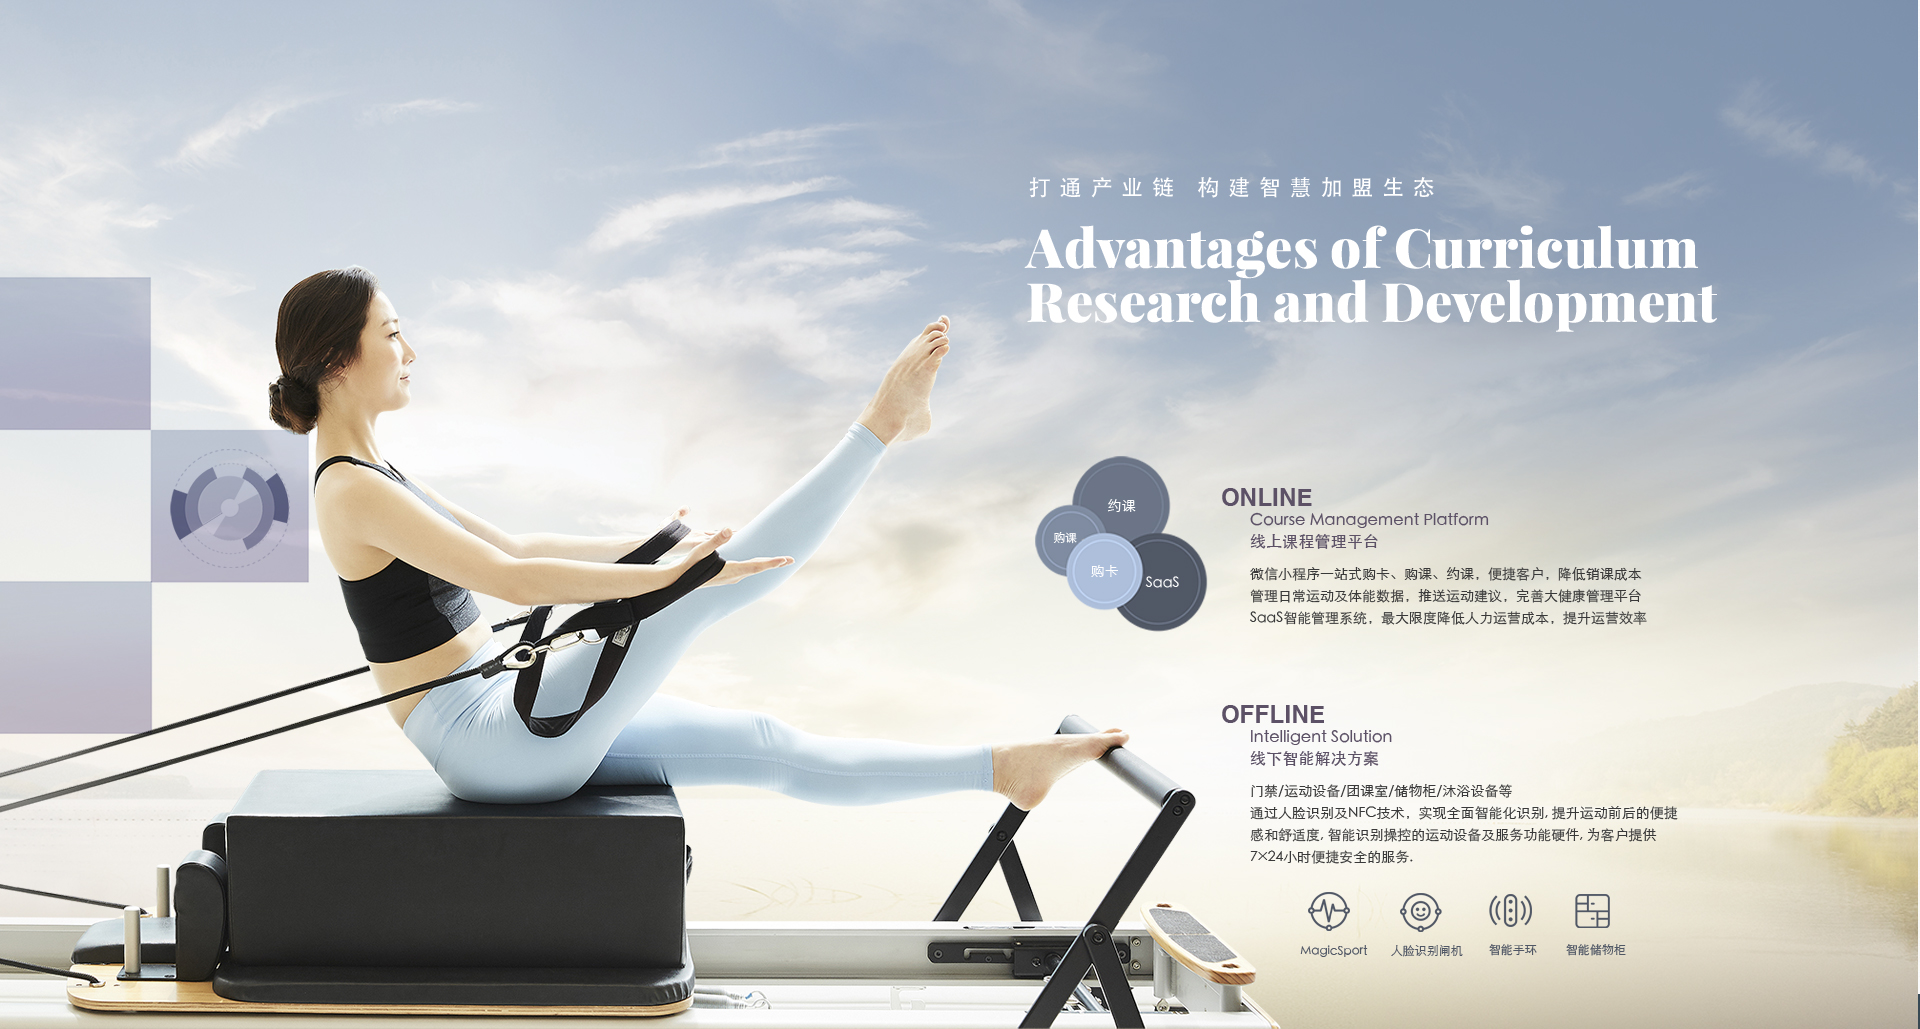 打通产业链 构建智慧加盟生态
Advantages of Curriculum
Research and Development
约课
购课
购卡
SaaS
ONLINE
Course Management Platform
线上课程管理平台
微信小程序一站式购卡、购课、约课，便捷客户，降低销课成本
管理日常运动及体能数据，推送运动建议，完善大健康管理平台
SaaS智能管理系统，最大限度降低人力运营成本，提升运营效率
OFFLINE
Intelligent Solution
线下智能解决方案
门禁/运动设备/团课室/储物柜/沐浴设备等
通过人脸识别及NFC技术，实现全面智能化识别, 提升运动前后的便捷
感和舒适度, 智能识别操控的运动设备及服务功能硬件, 为客户提供
7×24小时便捷安全的服务.
MagicSport
人脸识别闸机
智能手环
智能储物柜